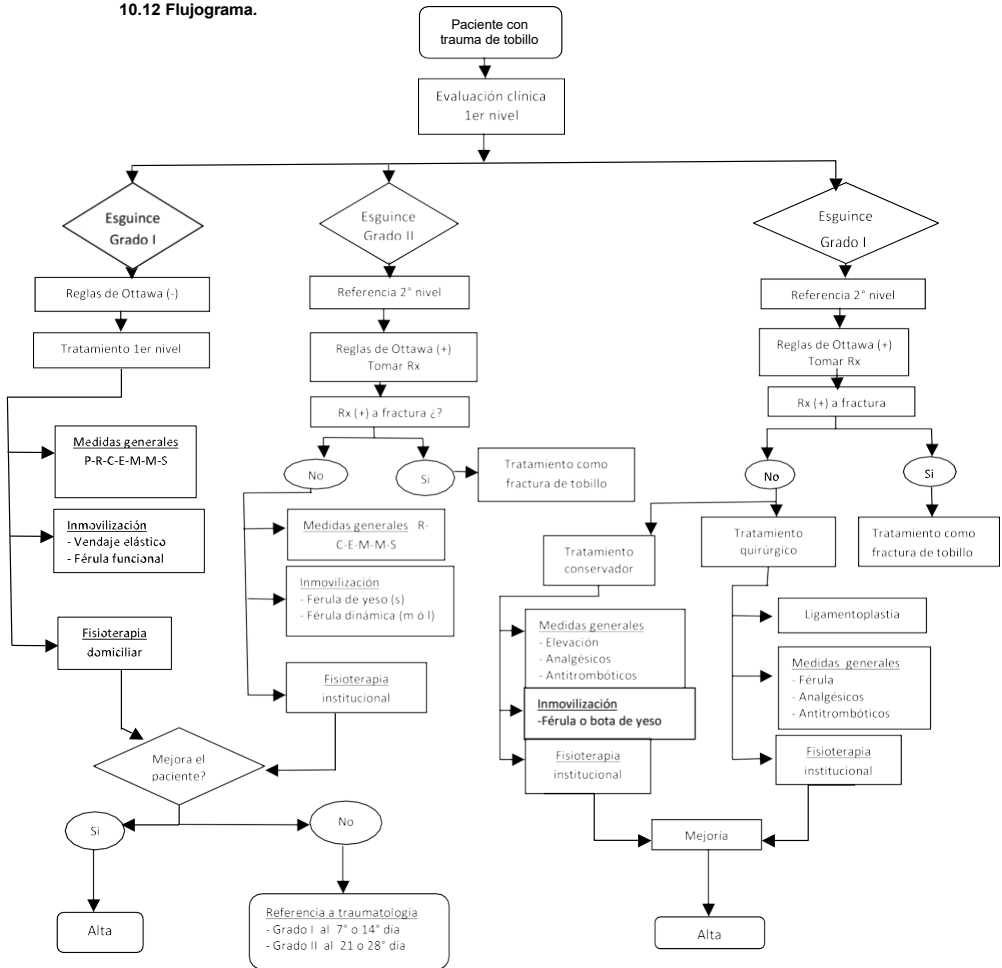 10.12 Flujograma.
Paciente con
trauma de tobillo
Evaluación clínica
1er nivel
Esguince
Grado I
Esguince
Grado II
Esguince
Grado I
Reglas de Ottawa (-)
Referencia 2° nivel
Referencia 2° nivel
Tratamiento 1er nivel
Reglas de Ottawa (+)
Tomar Rx
Reglas de Ottawa (+)
Tomar Rx
Rx (+) a fractura ¿?
Rx (+) a fractura
Medidas generales
P-R-C-E-M-M-S
No
Si
Tratamiento como
fractura de tobillo
No
Si
Inmovilización
- Vendaje elástico
- Férula funcional
Medidas generales R-
C-E-M-M-S
Tratamiento
conservador
Tratamiento
quirúrgico
Tratamiento como
fractura de tobillo
Inmovilización
- Ferula de yeso (s)
- Férula dinámica (m ó l)
Fisioterapia
domiciliar
Medidas generales
- Elevación
- Analgésicos
- Antitrombóticos
Ligamentoplastia
Fisioterapia
institucional
Inmovilización
-Férula o bota de yeso
Medidas generales
- Férula
- Analgésicos
- Antitrombóticos
Mejora el
paciente?
Fisioterapia
institucional
Fisioterapia
institucional
Si
No
Mejoría
Alta
Referencia a traumatología
- Grado I al 7° o 14° día
- Grado II al 21 o 28° día
Alta